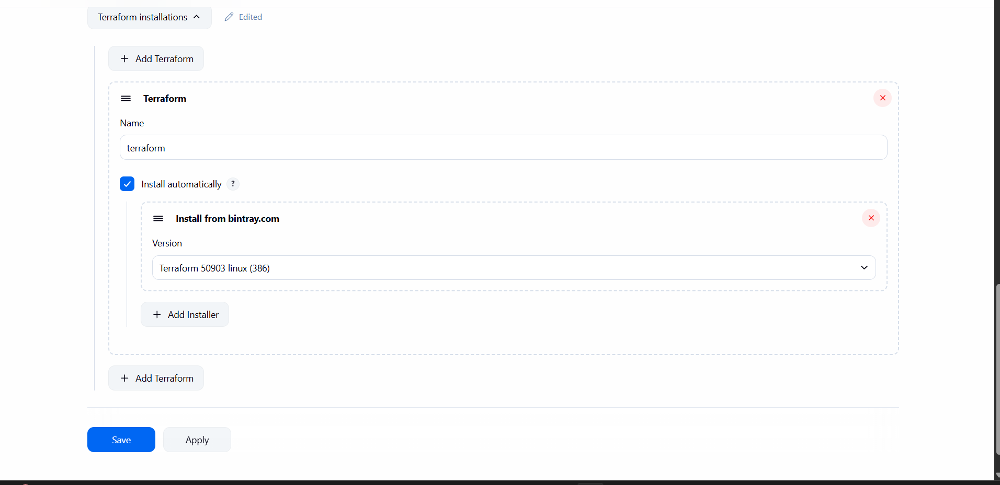 Terraform installations
Edited
Add Terraform
Terraform
Name
terraform
Install automatically ?
Install from bintray.com
Version
Terraform 50903 linux (386)
Add Installer
Add Terraform
Save
Apply